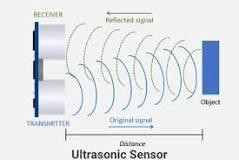 RECEIVER
Reflected signal
Object
TRANSMITTER
Original signal
Distance
Ultrasonic Sensor